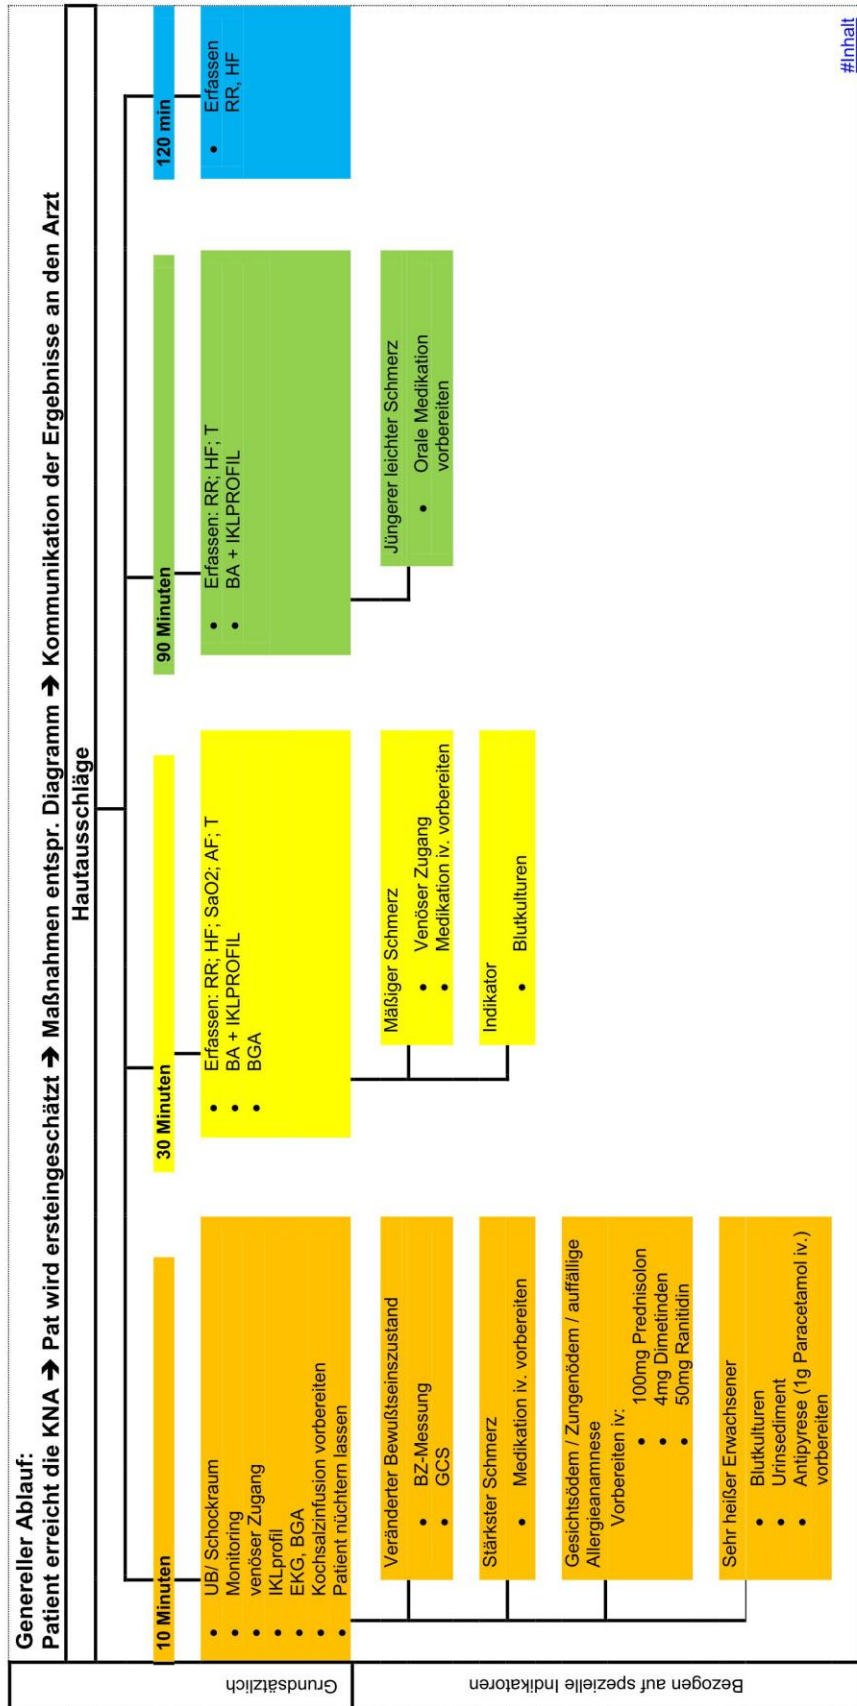 Genereller Ablauf:
Patient erreicht die KNA ➔ Pat wird ersteingeschätzt ➔ Maßnahmen entspr. Diagramm ➔ Kommunikation der Ergebnisse an den Arzt
Hautausschläge
Grundsätzlich
10 Minuten
• UB/ Schockraum
• Monitoring
• venöser Zugang
• IKLprofil
• EKG, BGA
• Kochsalzinfusion vorbereiten
• Patient nüchtern lassen
30 Minuten
• Erfassen: RR; HF; SaO2; AF; T
• BA + IKLPROFIL
• BGA
90 Minuten
• Erfassen: RR; HF; T
• BA + IKLPROFIL
120 min
• Erfassen
RR, HF
Bezogen auf spezielle Indikatoren
Veränderter Bewußtseinszustand
• BZ-Messung
• GCS
Stärkster Schmerz
• Medikation iv. vorbereiten
Gesichtsödem / Zungenödem / auffällige
Allergieanamnese
Vorbereiten iv:
• 100mg Prednisolon
• 4mg Dimetinden
• 50mg Ranitidin
Sehr heißer Erwachsener
• Blutkulturen
• Urinsediment
• Antipyrese (1g Paracetamol iv.)
vorbereiten
Mäßiger Schmerz
• Venöser Zugang
• Medikation iv. vorbereiten
Indikator
• Blutkulturen
Jüngerer leichter Schmerz
• Orale Medikation
vorbereiten
#Inhalt